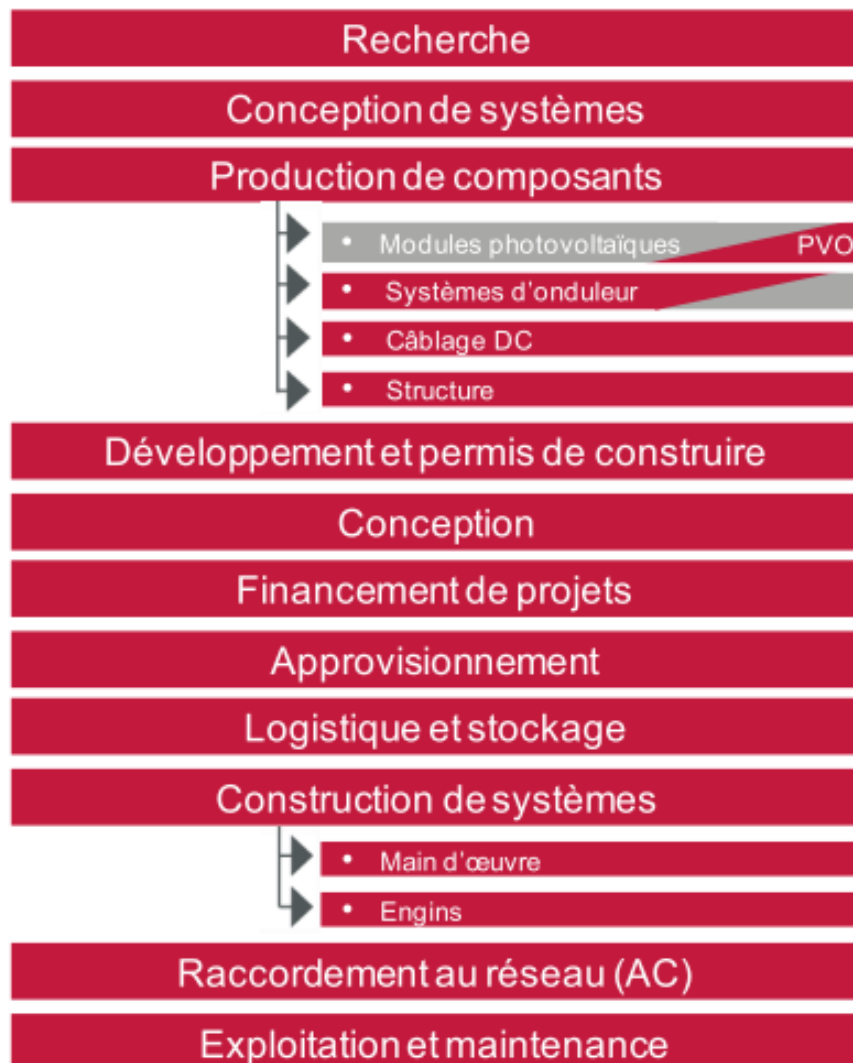 Recherche
Conception de systèmes
Production de composants
• Modules photovoltaïques PVO
• Systèmes d'onduleur
• Câblage DC
• Structure
Développement et permis de construire
Conception
Financement de projets
Approvisionnement
Logistique et stockage
Construction de systèmes
• Main d'œuvre
• Engins
Raccordement au réseau (AC)
Exploitation et maintenance